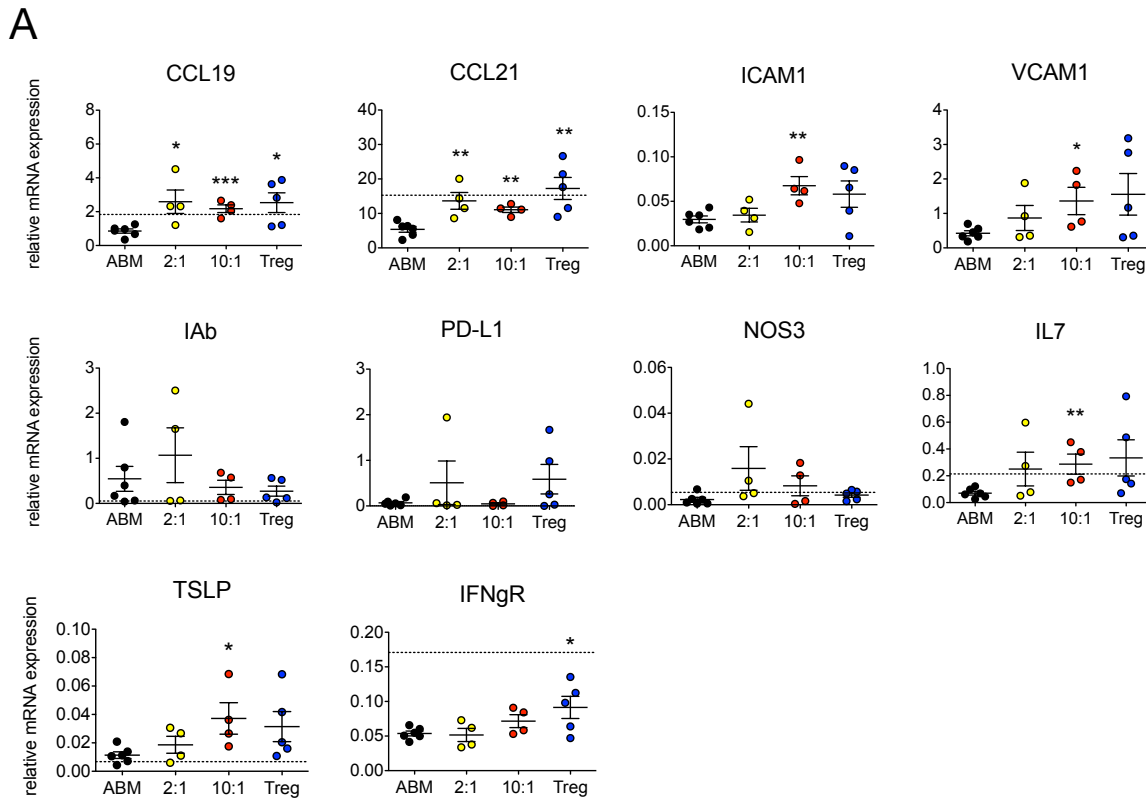 A
CCL19
CCL21
ICAM1
VCAM1
relative mRNA expression
8
6
4
2
0
*
***
*
ABM 2:1 10:1 Treg
40
30
20
10
0
**
**
**
ABM 2:1 10:1 Treg
0.15
0.10
0.05
0.00
**
ABM 2:1 10:1 Treg
4
3
2
1
0
*
ABM 2:1 10:1 Treg
IAb
PD-L1
NOS3
IL7
relative mRNA expression
3
2
1
0
ABM 2:1 10:1 Treg
3
2
1
0
ABM 2:1 10:1 Treg
0.06
0.04
0.02
0.00
ABM 2:1 10:1 Treg
1.0
0.8
0.6
0.4
0.2
0.0
**
ABM 2:1 10:1 Treg
TSLP
IFNgR
relative mRNA expression
0.10
0.08
0.06
0.04
0.02
0.00
*
ABM 2:1 10:1 Treg
0.20
0.15
0.10
0.05
0.00
*
ABM 2:1 10:1 Treg